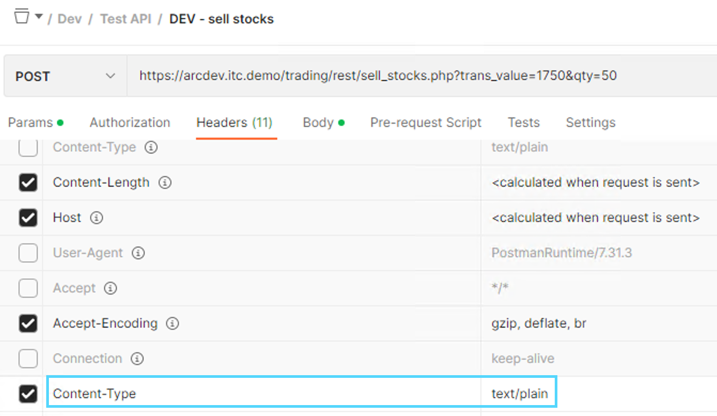 / Dev / Test API / DEV - sell stocks
POST https://arcdev.itc.demo/trading/rest/sell_stocks.php?trans_value=1750&qty=50
Params Authorization Headers (11) Body Pre-request Script Tests Settings
Content-Type text/plain
Content-Length <calculated when request is sent>
Host <calculated when request is sent>
User-Agent PostmanRuntime/7.31.3
Accept */*
Accept-Encoding gzip, deflate, br
Connection keep-alive
Content-Type text/plain